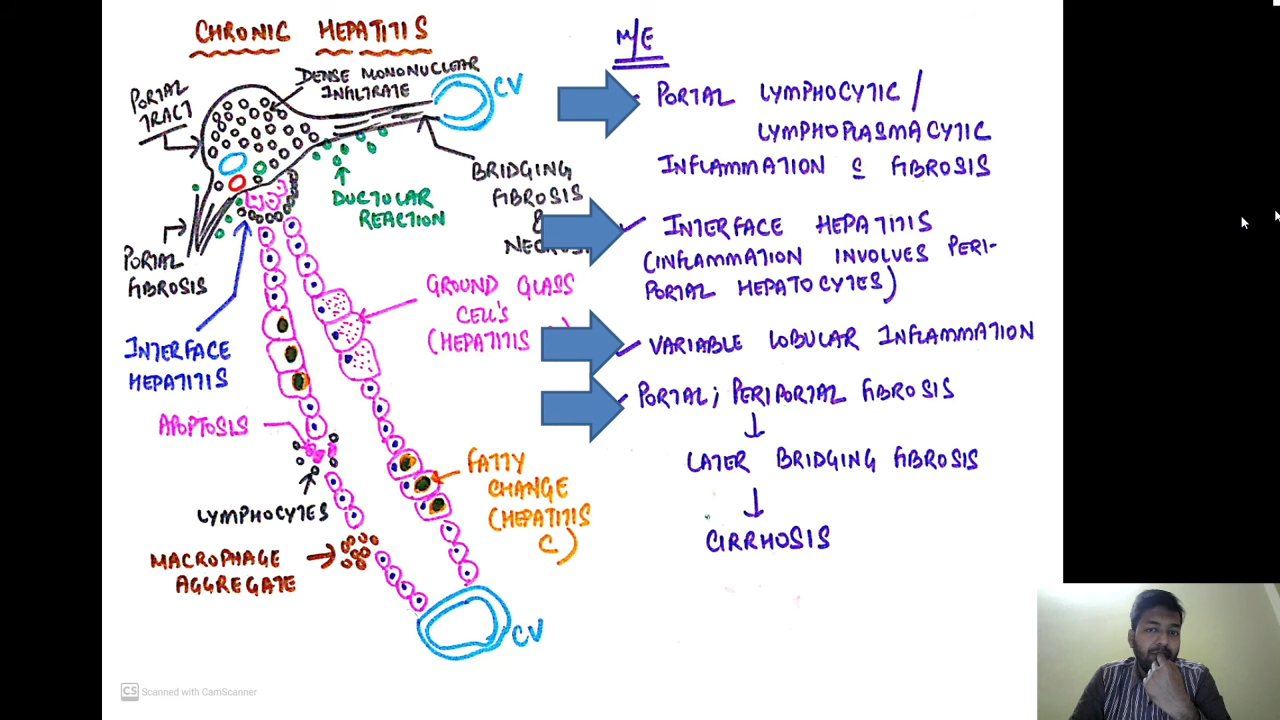 CHRONIC HEPATITIS
DENSE MONONUCLEAR
INFILTRATE
PORTAL
TRACT
CV
BRIDGING
FIBROSIS
&
DUCTULAR
REACTION
PORTAL
FIBROSIS
GROUND GLASS
CELL'S
(HEPATITIS
INTERFACE
HEPATITIS
APOPTOSIS
LYMPHOCYTES
FATTY
CHANGE
(HEPATITIS
C)
MACROPHAGE
AGGREGATE
CV
M/E
PORTAL LYMPHOCYTIC /
LYMPHOPLASMACYTIC
INFLAMMATION c FIBROSIS
INTERFACE HEPATITIS
(INFLAMMATION INVOLVES PERI-
PORTAL HEPATOCYTES)
VARIABLE LOBULAR INFLAMMATION
PORTAL; PERIPORTAL FIBROSIS
LATER BRIDGING FIBROSIS
CIRRHOSIS
CS Scanned with CamScanner